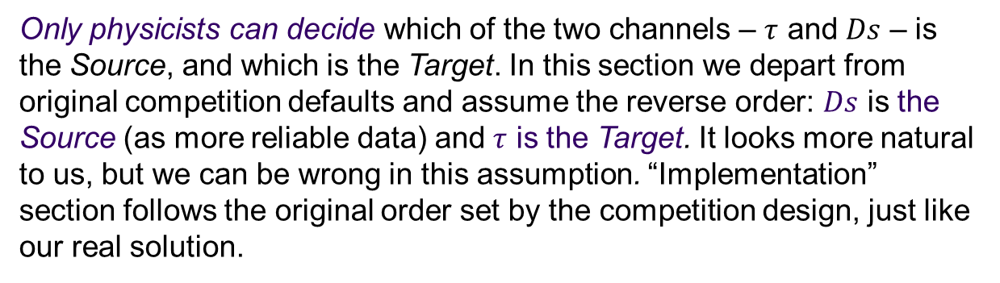 Only physicists can decide which of the two channels – τ and Ds – is
the Source, and which is the Target. In this section we depart from
original competition defaults and assume the reverse order: Ds is the
Source (as more reliable data) and τ is the Target. It looks more natural
to us, but we can be wrong in this assumption. “Implementation”
section follows the original order set by the competition design, just like
our real solution.